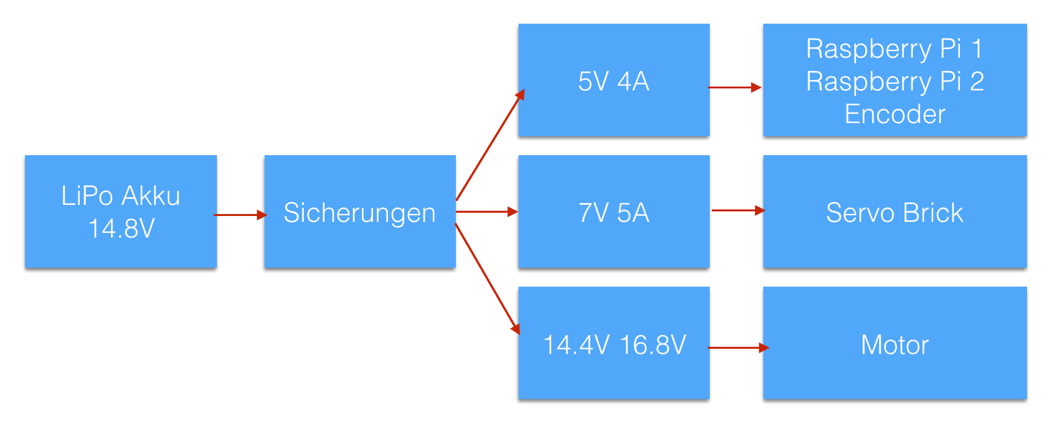 LiPo Akku
14.8V
Sicherungen
5V 4A
Raspberry Pi 1
Raspberry Pi 2
Encoder
7V 5A
Servo Brick
14.4V 16.8V
Motor